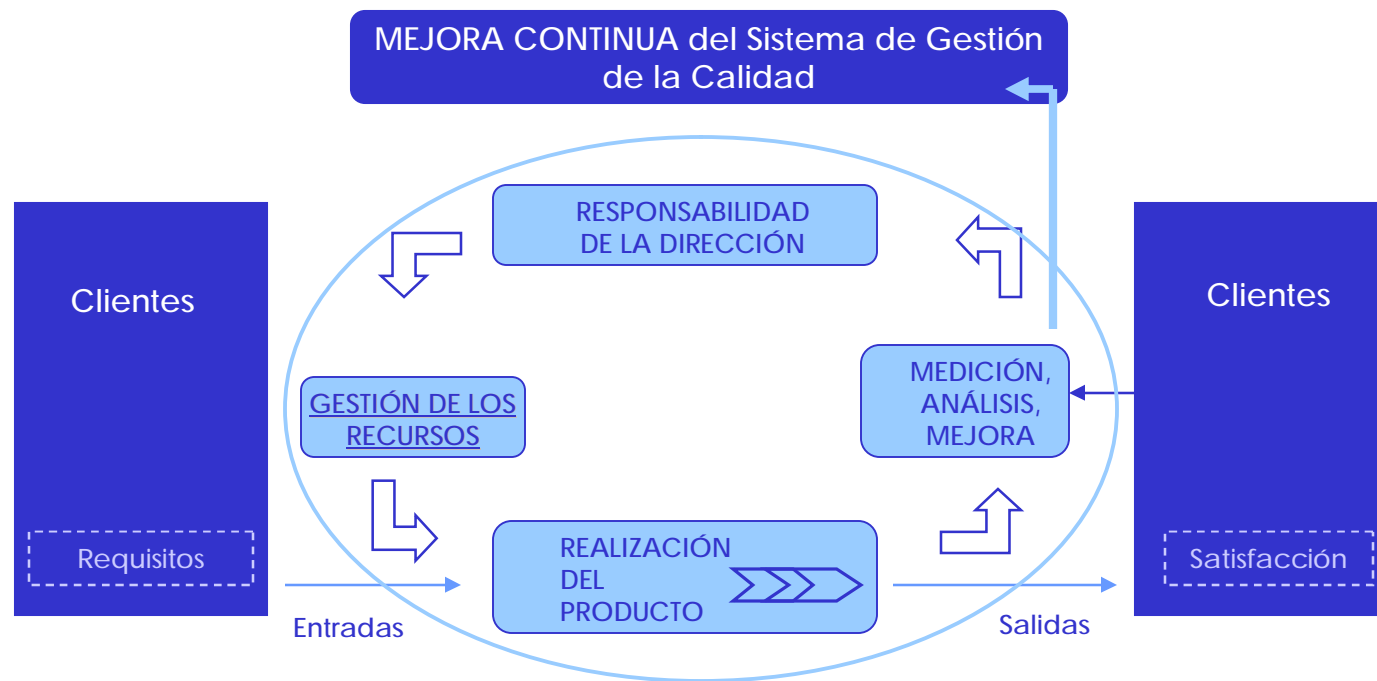 MEJORA CONTINUA del Sistema de Gestión
de la Calidad
RESPONSABILIDAD
DE LA DIRECCIÓN
Clientes
Clientes
GESTIÓN DE LOS
RECURSOS
MEDICIÓN,
ANÁLISIS,
MEJORA
Requisitos
REALIZACIÓN
DEL
PRODUCTO
Satisfacción
Entradas
Salidas